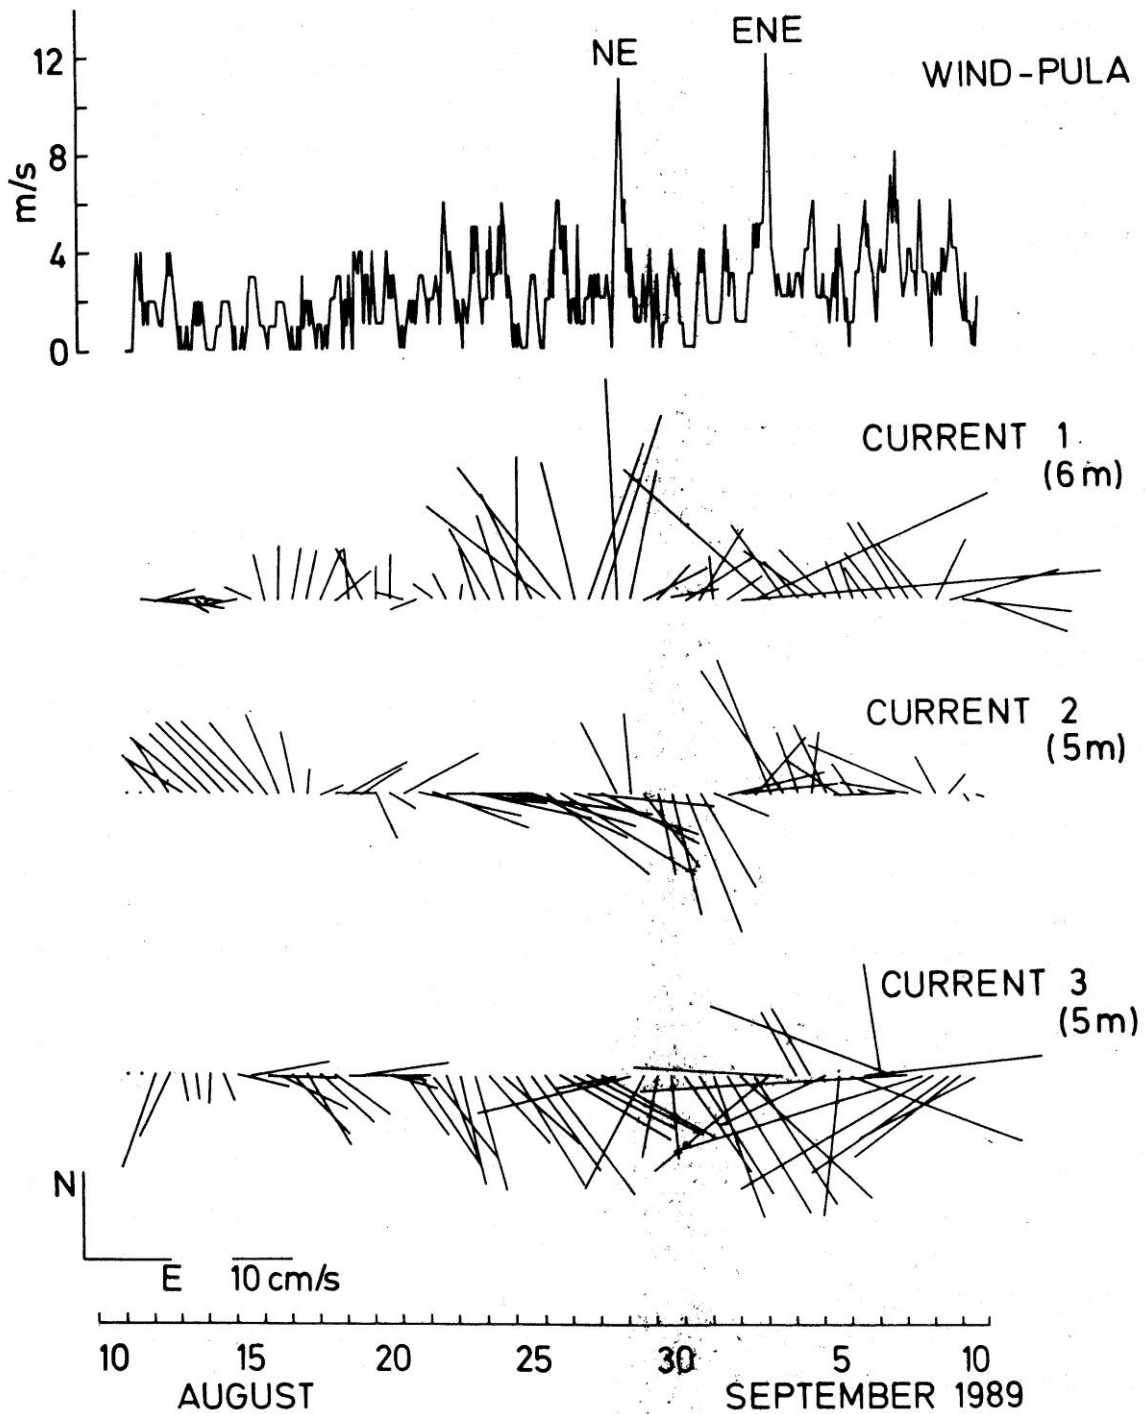 NE
ENE
WIND-PULA
12
8
4
0
m/s
CURRENT 1
(6m)
CURRENT 2
(5m)
CURRENT 3
(5m)
N
E
10 cm/s
10 15 20 25 30 5 10
AUGUST SEPTEMBER 1989